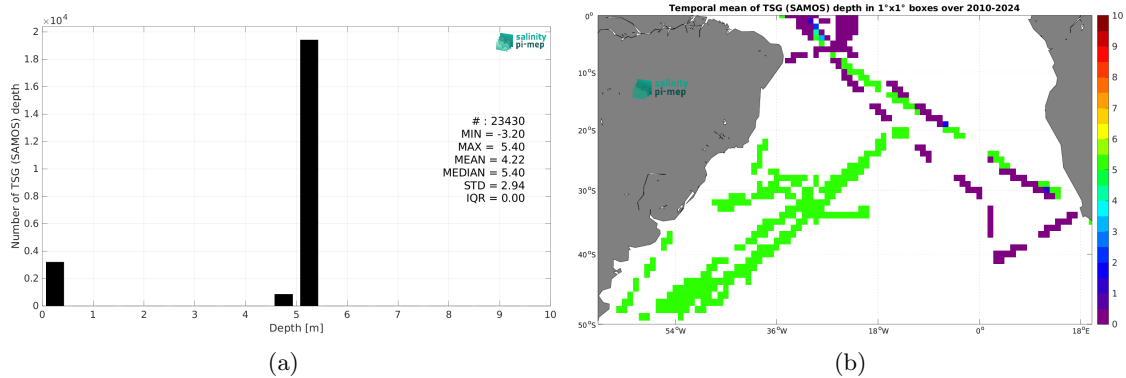 ×10⁴
2
1.8
1.6
1.4
1.2
1
0.8
0.6
0.4
0.2
0
Number of TSG (SAMOS) depth
salinity
pi-mep
# : 23430
MIN = -3.20
MAX = 5.40
MEAN = 4.22
MEDIAN = 5.40
STD = 2.94
IQR = 0.00
0 1 2 3 4 5 6 7 8 9 10
Depth [m]
(a)
Temporal mean of TSG (SAMOS) depth in 1°x1° boxes over 2010-2024
0°
10°S
20°S
30°S
40°S
50°S
salinity
pi-mep
54°W 36°W 18°W 0° 18°E
10
9
8
7
6
5
4
3
2
1
0
(b)